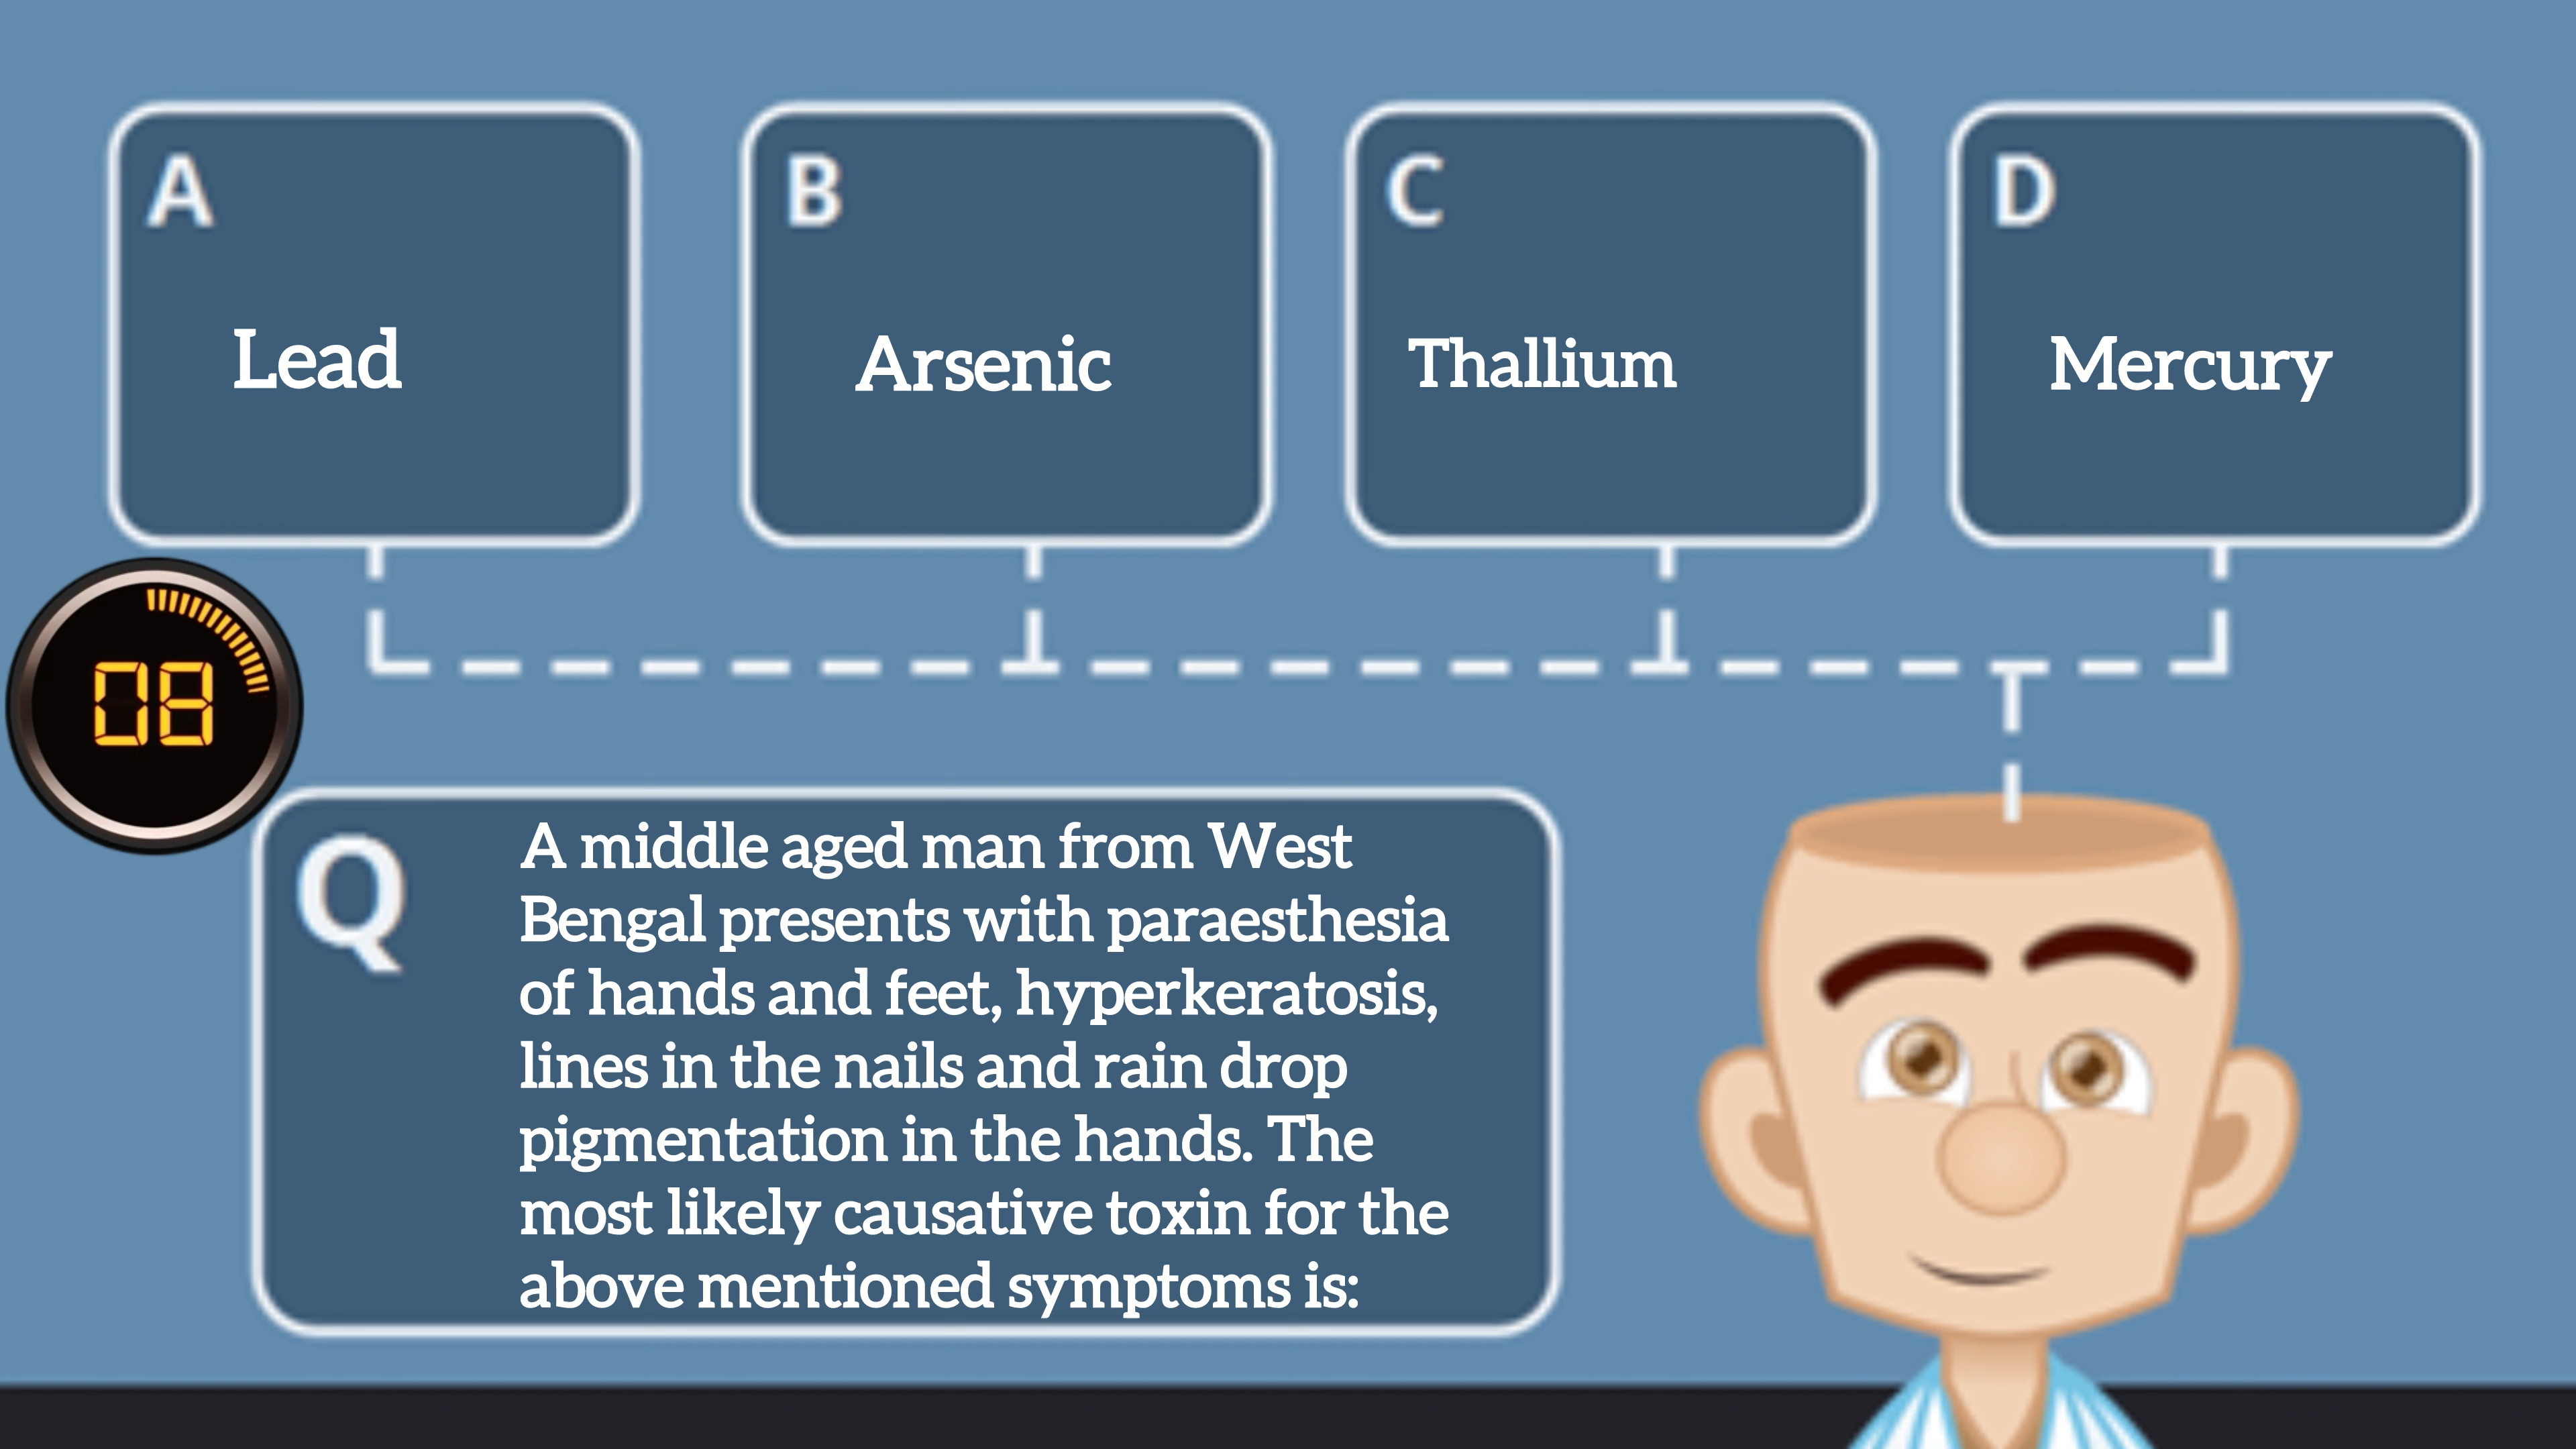 A
Lead
B
Arsenic
C
Thallium
D
Mercury
08
Q
A middle aged man from West
Bengal presents with paraesthesia
of hands and feet, hyperkeratosis,
lines in the nails and rain drop
pigmentation in the hands. The
most likely causative toxin for the
above mentioned symptoms is: